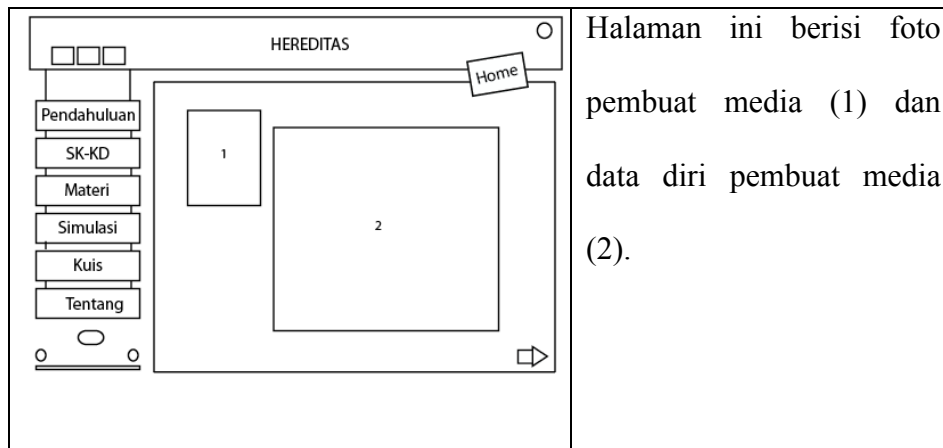 HEREDITAS
Home
Pendahuluan
SK-KD
Materi
Simulasi
Kuis
Tentang
1
2
Halaman ini berisi foto
pembuat media (1) dan
data diri pembuat media
(2).